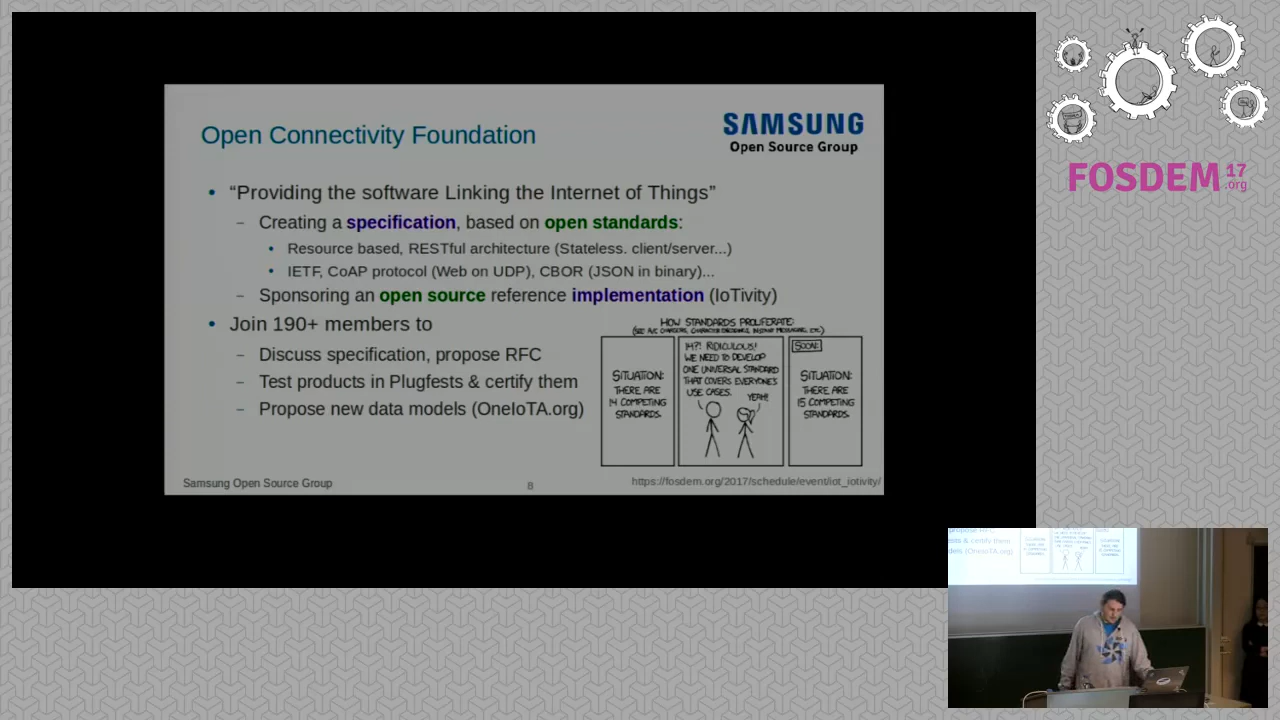 Open Connectivity Foundation
SAMSUNG
Open Source Group
• “Providing the software Linking the Internet of Things”
– Creating a specification, based on open standards:
• Resource based, RESTful architecture (Stateless. client/server...)
• IETF, CoAP protocol (Web on UDP), CBOR (JSON in binary)...
– Sponsoring an open source reference implementation (IoTivity)
• Join 190+ members to
– Discuss specification, propose RFC
– Test products in Plugfests & certify them
– Propose new data models (OneIoTA.org)
HOW STANDARDS PROLIFERATE:
(SEE: A/C CHARGERS, CHARACTER ENCODINGS, INSTANT MESSAGING, ETC.)
SITUATION:
THERE ARE
14 COMPETING
STANDARDS.
14?! RIDICULOUS!
WE NEED TO DEVELOP
ONE UNIVERSAL STANDARD
THAT COVERS EVERYONE'S
USE CASES.
YEAH!
SOON:
SITUATION:
THERE ARE
15 COMPETING
STANDARDS.
Samsung Open Source Group
8
https://fosdem.org/2017/schedule/event/iot_iotivity/
FOSDEM 17
.org